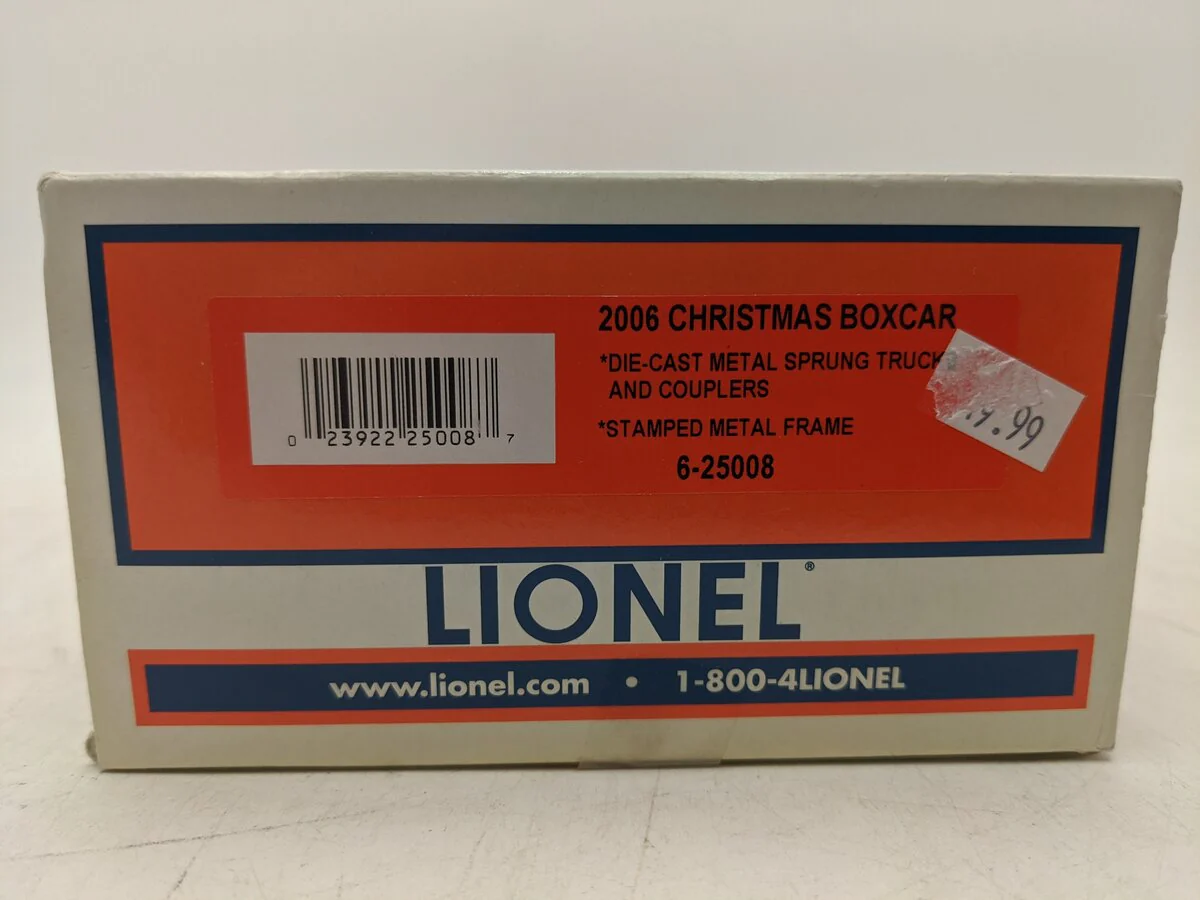 2006 CHRISTMAS BOXCAR
*DIE-CAST METAL SPRUNG TRUCKS
AND COUPLERS
*STAMPED METAL FRAME
6-25008
0 23922 25008 7
LIONEL®
www.lionel.com • 1-800-4LIONEL